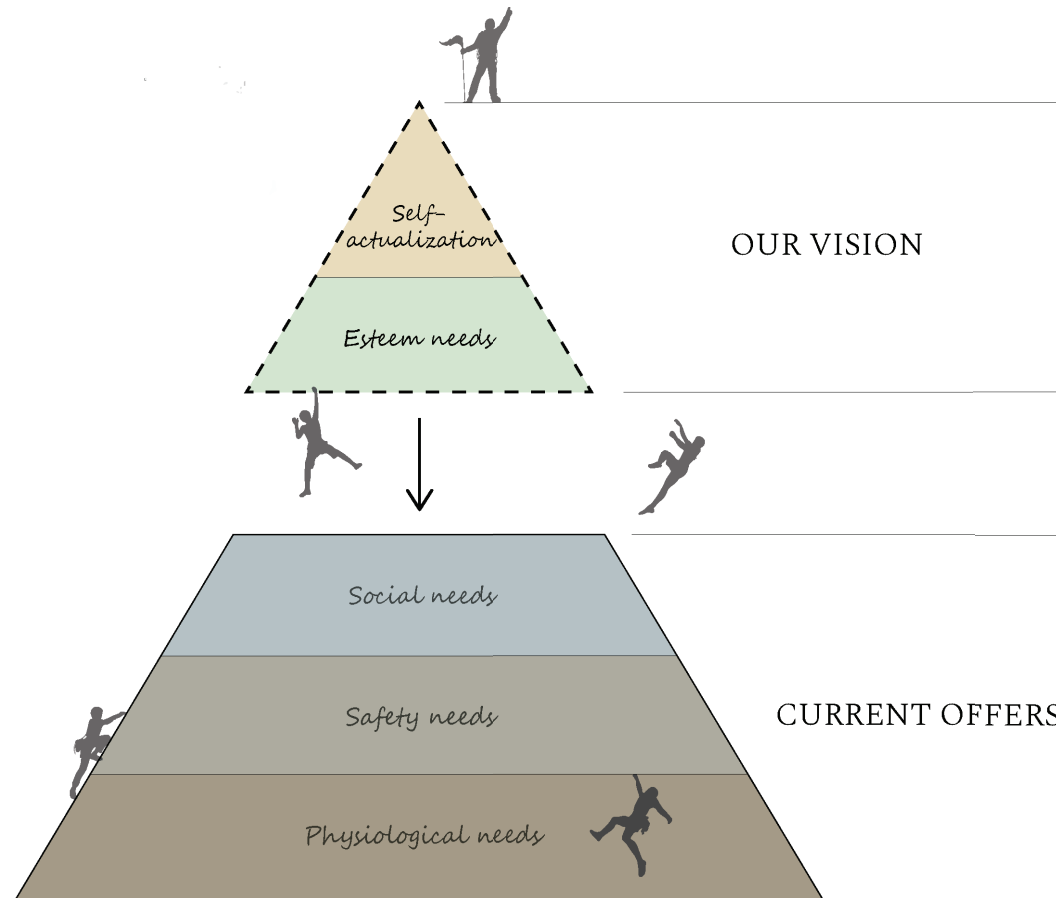 Self-
actualization
OUR VISION
Esteem needs
Social needs
Safety needs
CURRENT OFFERS
Physiological needs